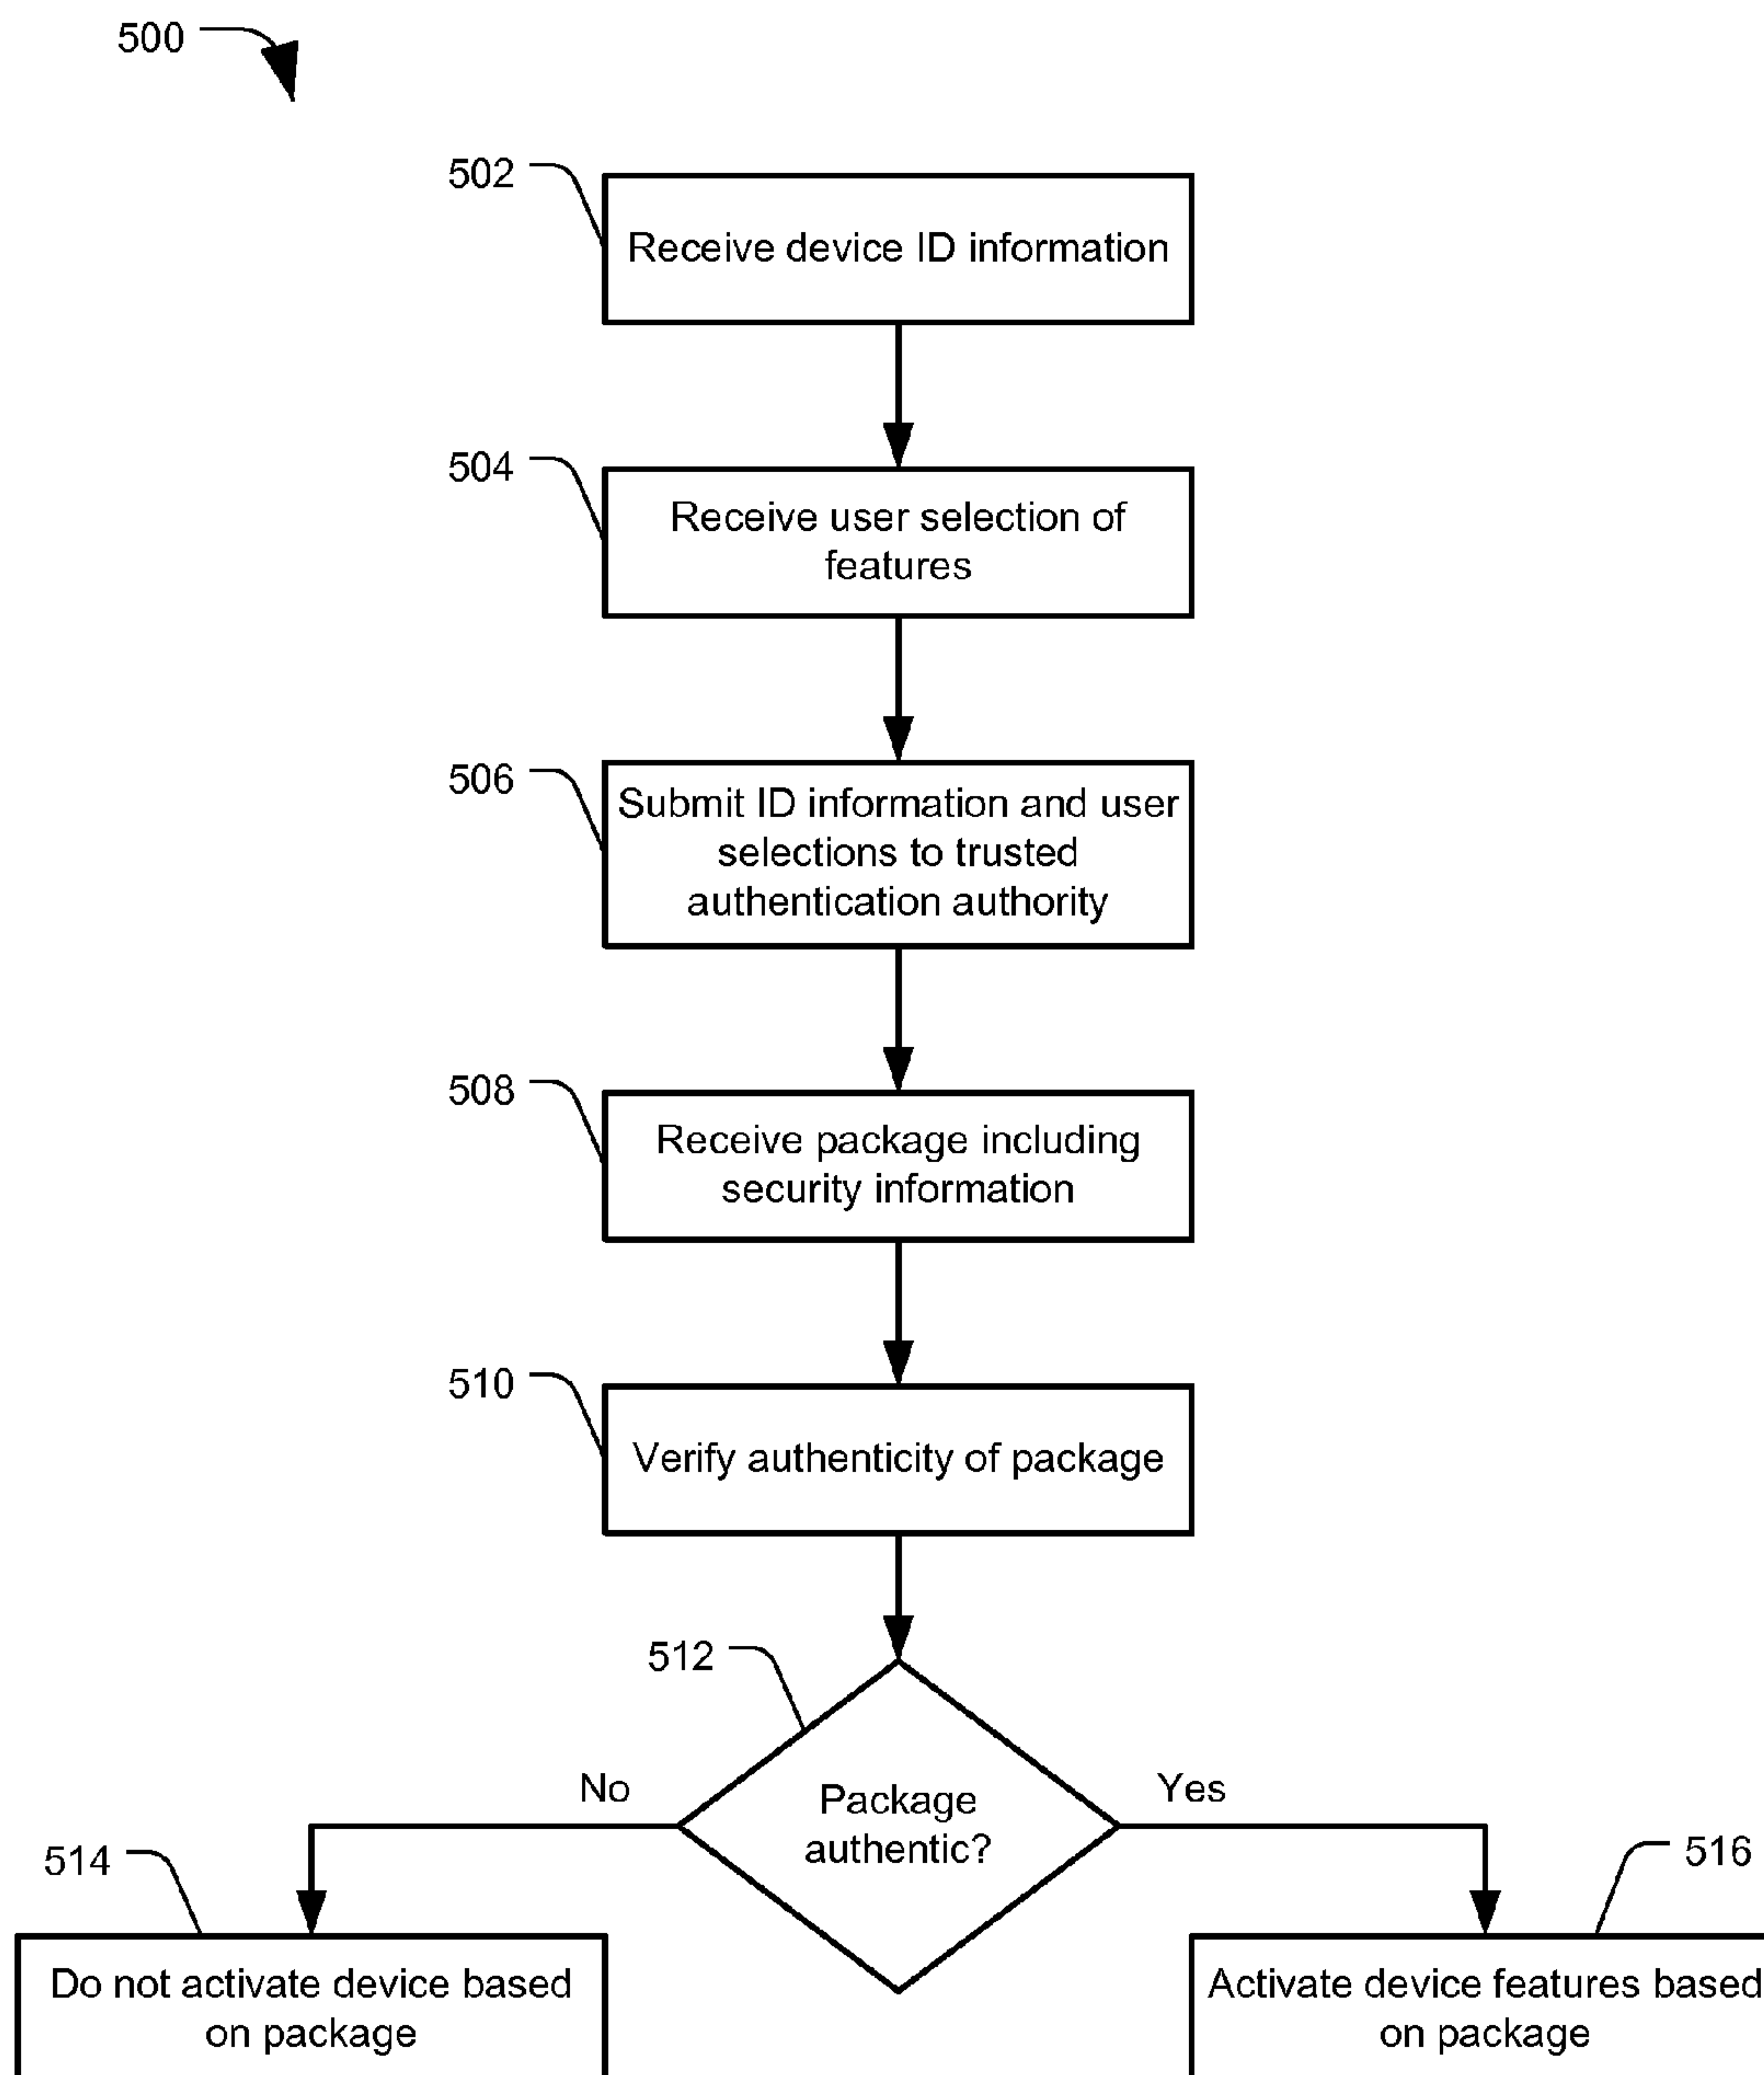 500
502
Receive device ID information
504
Receive user selection of
features
506
Submit ID information and user
selections to trusted
authentication authority
508
Receive package including
security information
510
Verify authenticity of package
512
Package
authentic?
No
Yes
514
Do not activate device based
on package
516
Activate device features based
on package